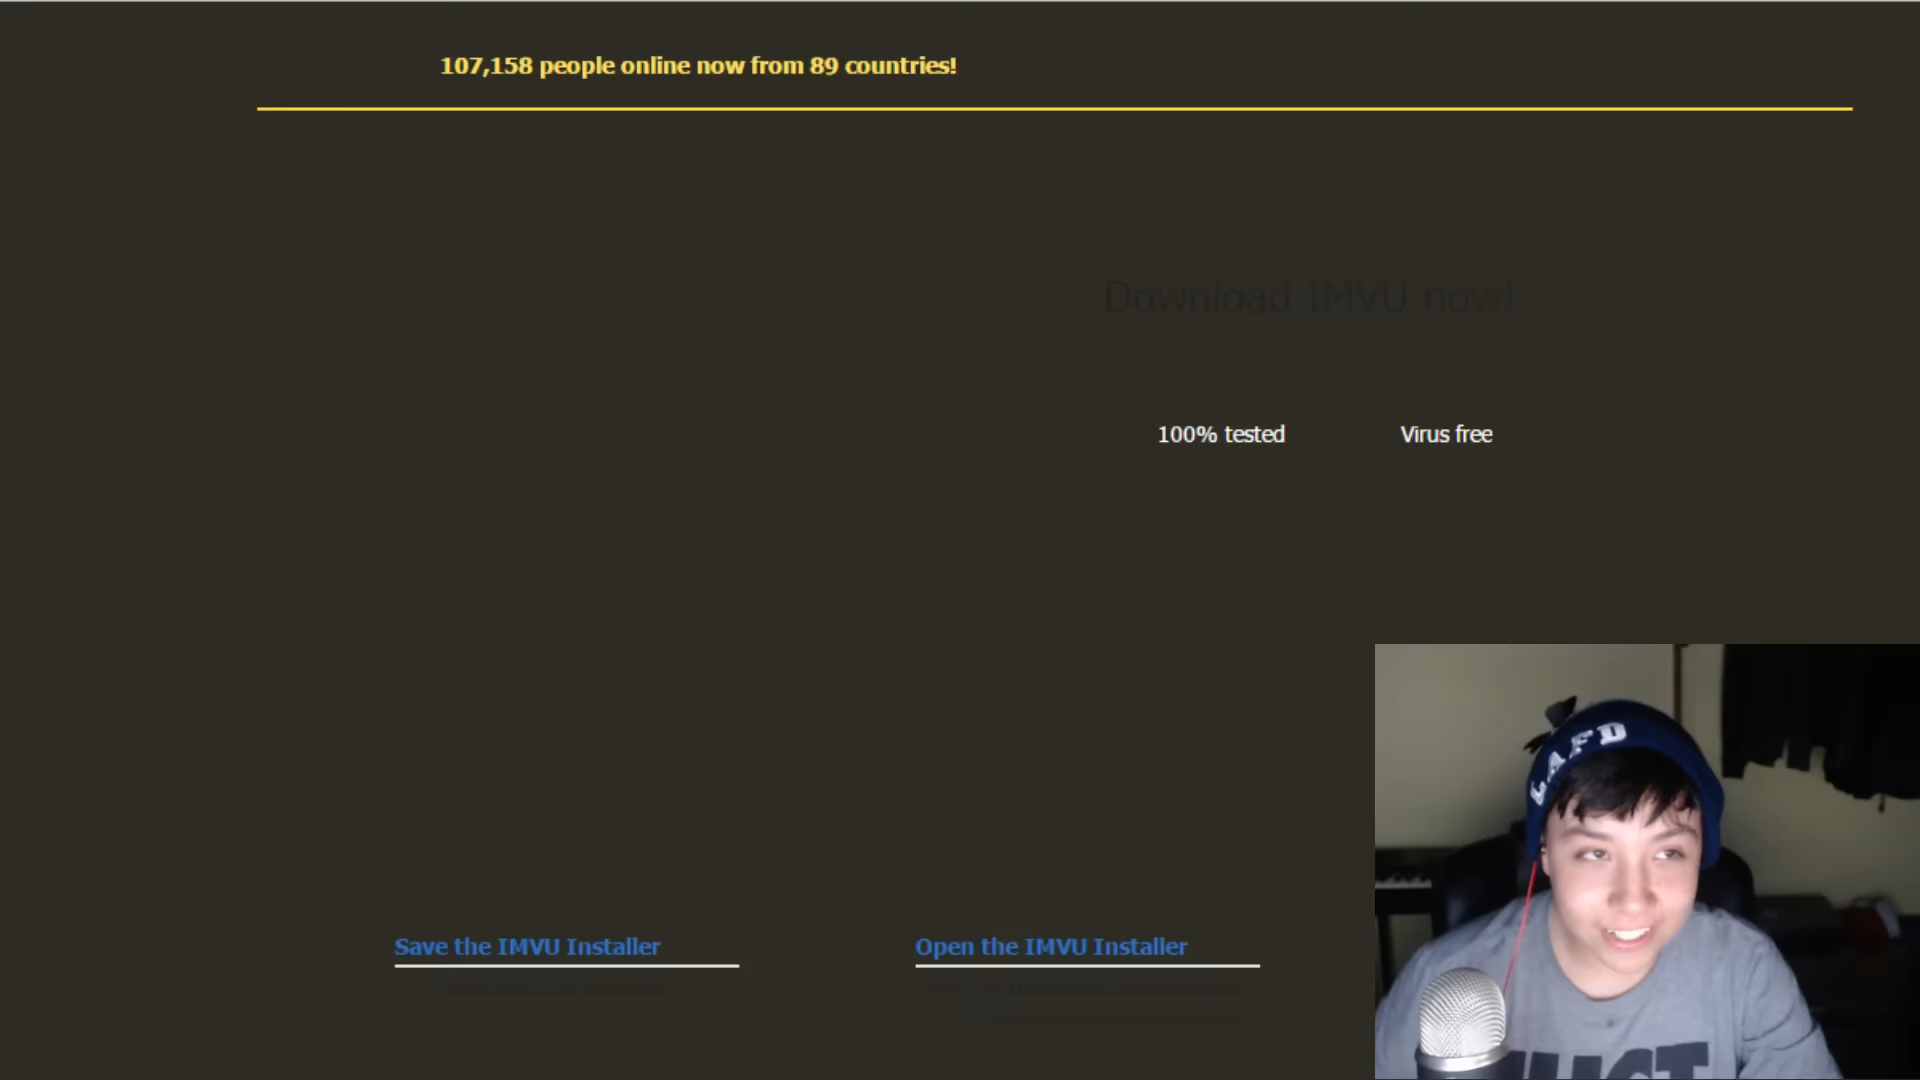 107,158 people online now from 89 countries!
Download IMVU now!
100% tested
Virus free
Save the IMVU Installer
Open the IMVU Installer
LAFD